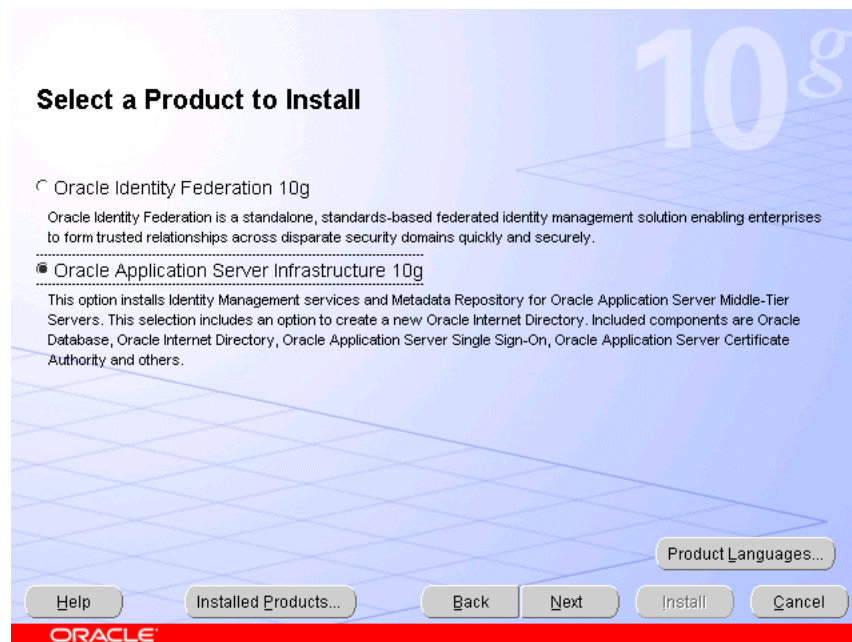 10g
Select a Product to Install
Oracle Identity Federation 10g
Oracle Identity Federation is a standalone, standards-based federated identity management solution enabling enterprises
to form trusted relationships across disparate security domains quickly and securely.
Oracle Application Server Infrastructure 10g
This option installs Identity Management services and Metadata Repository for Oracle Application Server Middle-Tier
Servers. This selection includes an option to create a new Oracle Internet Directory. Included components are Oracle
Database, Oracle Internet Directory, Oracle Application Server Single Sign-On, Oracle Application Server Certificate
Authority and others.
Product Languages...
Help Installed Products... Back Next Install Cancel
ORACLE